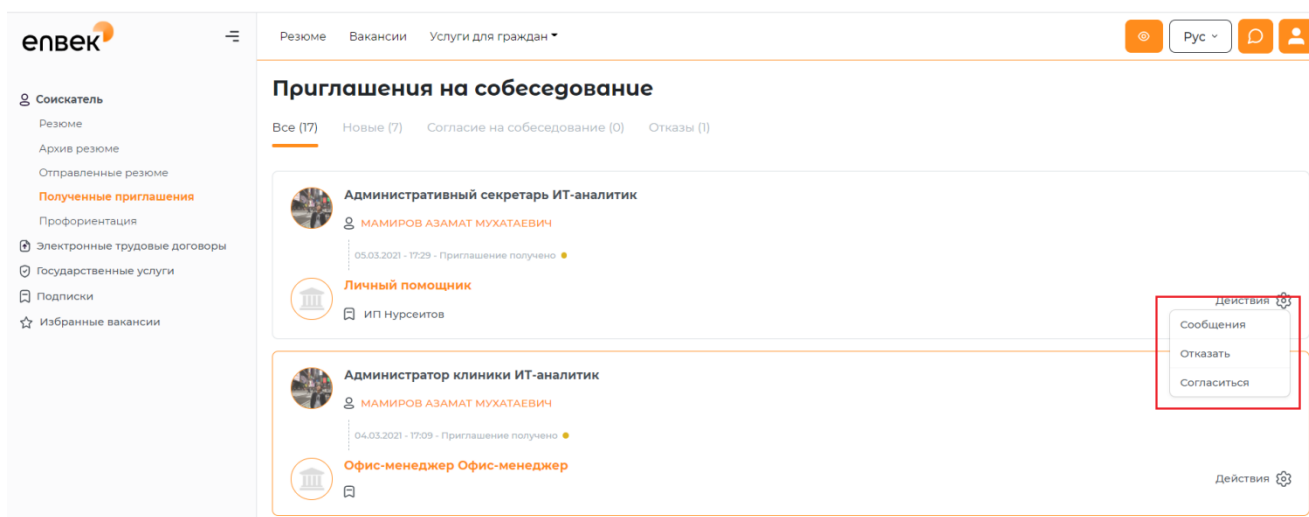 enbek
Резюме Вакансии Услуги для граждан
Рус
Соискатель
Резюме
Архив резюме
Отправленные резюме
Полученные приглашения
Профориентация
Электронные трудовые договоры
Государственные услуги
Подписки
Избранные вакансии
Приглашения на собеседование
Все (17) Новые (7) Согласие на собеседование (0) Отказы (1)
Административный секретарь ИТ-аналитик
МАМИРОВ АЗАМАТ МУХАТАЕВИЧ
05.03.2021 - 17:29 - Приглашение получено
Личный помощник
ИП Нурсеитов
Действия
Сообщения
Отказать
Согласиться
Администратор клиники ИТ-аналитик
МАМИРОВ АЗАМАТ МУХАТАЕВИЧ
04.03.2021 - 17:09 - Приглашение получено
Офис-менеджер Офис-менеджер
Действия